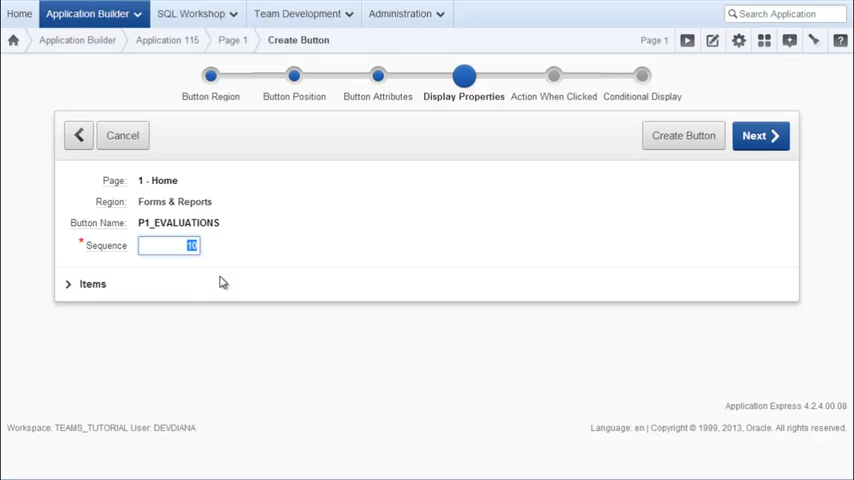 Home Application Builder SQL Workshop Team Development Administration Search Application
Application Builder Application 115 Page 1 Create Button Page 1
Button Region Button Position Button Attributes Display Properties Action When Clicked Conditional Display
Cancel Create Button Next
Page: 1 - Home
Region: Forms & Reports
Button Name: P1_EVALUATIONS
* Sequence 10
Items
Application Express 4.2.4.00.08
Workspace: TEAMS_TUTORIAL User: DEVDIANA Language: en | Copyright © 1999, 2013, Oracle. All rights reserved.